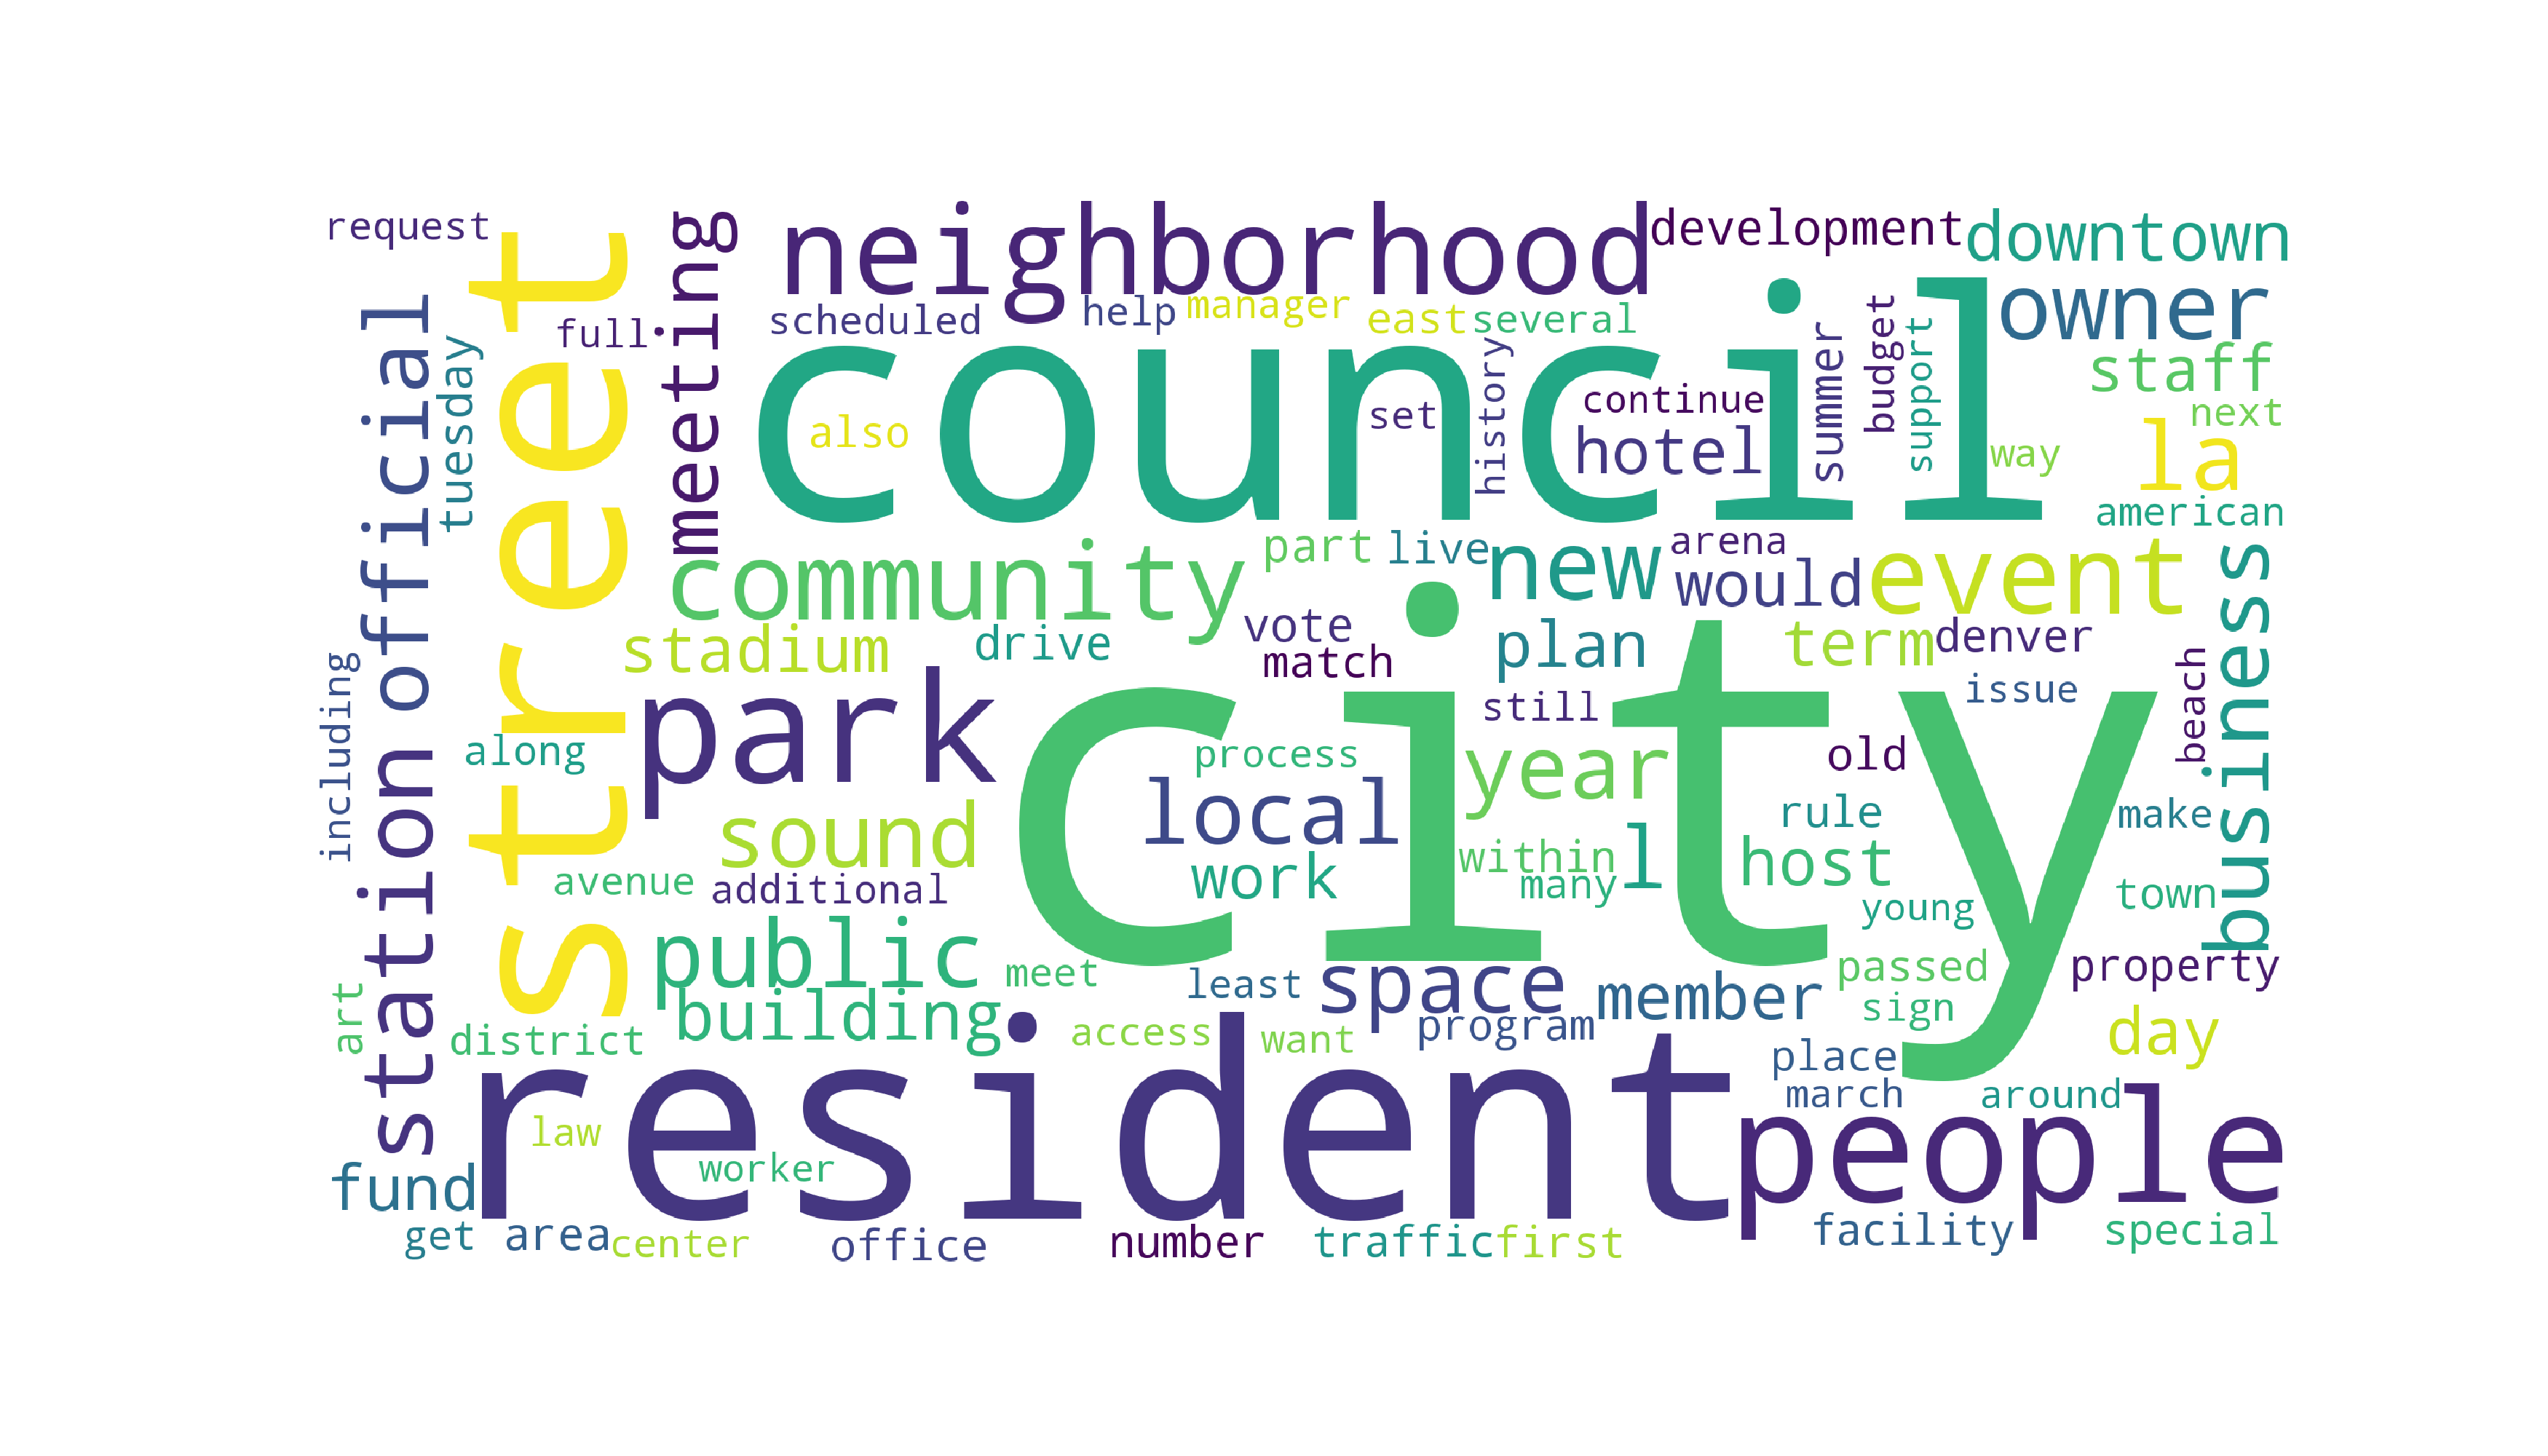 request
neighborhood
development
downtown
meeting
street
official
tuesday
full
scheduled
help
manager
east
several
council
summer
budget
support
owner
staff
next
also
set
history
continue
hotel
way
la
american
community
part
live
new
arena
would
event
business
stadium
drive
vote
match
plan
term
denver
issue
beach
including
station
along
park
city
still
process
year
old
local
sound
rule
make
avenue
additional
work
within
many
l
host
young
town
public
meet
least
space
member
passed
property
sign
art
district
building
access
want
program
day
place
march
around
resident
people
law
worker
fund
get
area
center
office
number
traffic
first
facility
special